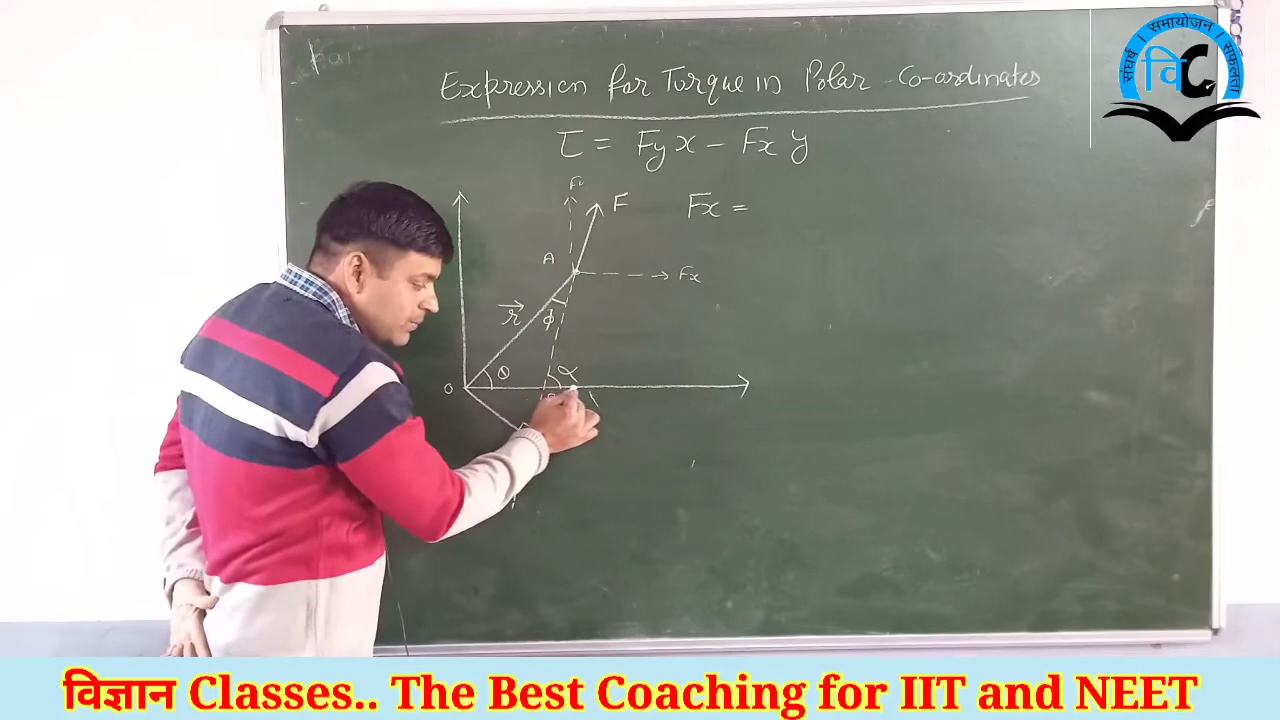 Expression for Torque in Polar Co-ordinates
τ = Fy x - Fx y
F
Fx =
A
Fx
r
ϕ
θ
α
O
संघर्ष । समायोजन । सफलता
विC
विज्ञान Classes.. The Best Coaching for IIT and NEET